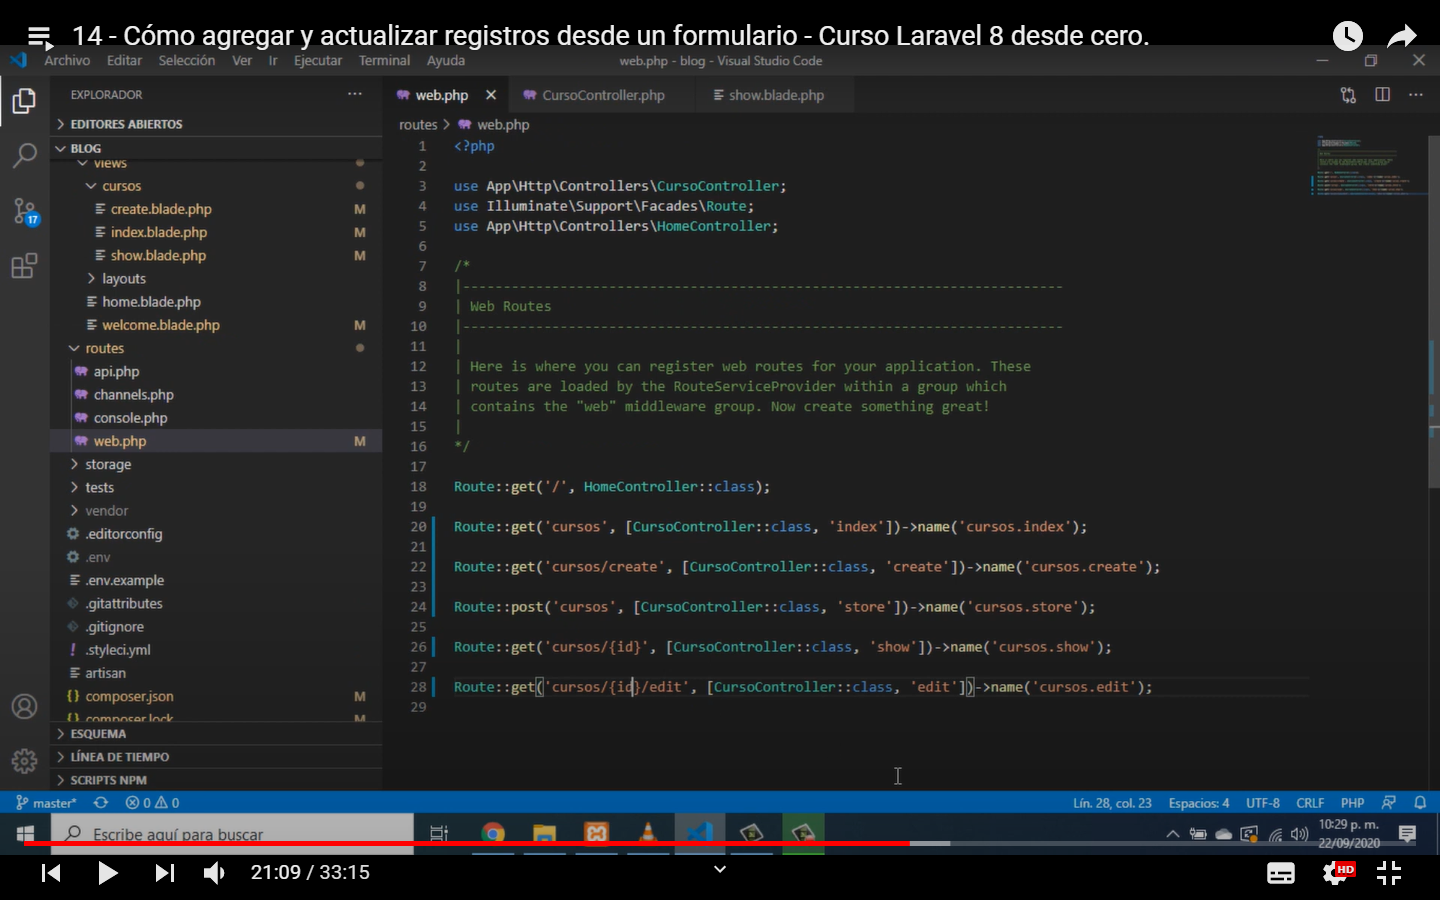 14 - Cómo agregar y actualizar registros desde un formulario - Curso Laravel 8 desde cero.
Archivo Editar Selección Ver Ir Ejecutar Terminal Ayuda
web.php - blog - Visual Studio Code
EXPLORADOR
EDITORES ABIERTOS
BLOG
views
cursos
create.blade.php M
index.blade.php M
show.blade.php M
layouts
home.blade.php
welcome.blade.php M
routes
api.php
channels.php
console.php
web.php M
storage
tests
vendor
.editorconfig
.env
.env.example
.gitattributes
.gitignore
.styleci.yml
artisan
composer.json M
composer.lock M
ESQUEMA
LÍNEA DE TIEMPO
SCRIPTS NPM
17
web.php CursoController.php show.blade.php
routes > web.php
1 <?php
2
3 use App\Http\Controllers\CursoController;
4 use Illuminate\Support\Facades\Route;
5 use App\Http\Controllers\HomeController;
6
7 /*
8 |--------------------------------------------------------------------------
9 | Web Routes
10 |--------------------------------------------------------------------------
11 |
12 | Here is where you can register web routes for your application. These
13 | routes are loaded by the RouteServiceProvider within a group which
14 | contains the "web" middleware group. Now create something great!
15 |
16 */
17
18 Route::get('/', HomeController::class);
19
20 Route::get('cursos', [CursoController::class, 'index'])->name('cursos.index');
21
22 Route::get('cursos/create', [CursoController::class, 'create'])->name('cursos.create');
23
24 Route::post('cursos', [CursoController::class, 'store'])->name('cursos.store');
25
26 Route::get('cursos/{id}', [CursoController::class, 'show'])->name('cursos.show');
27
28 Route::get('cursos/{id}/edit', [CursoController::class, 'edit'])->name('cursos.edit');
29
master* 0 0
Lín. 28, col. 23 Espacios: 4 UTF-8 CRLF PHP
Escribe aquí para buscar
10:29 p. m.
22/09/2020
21:09 / 33:15
HD